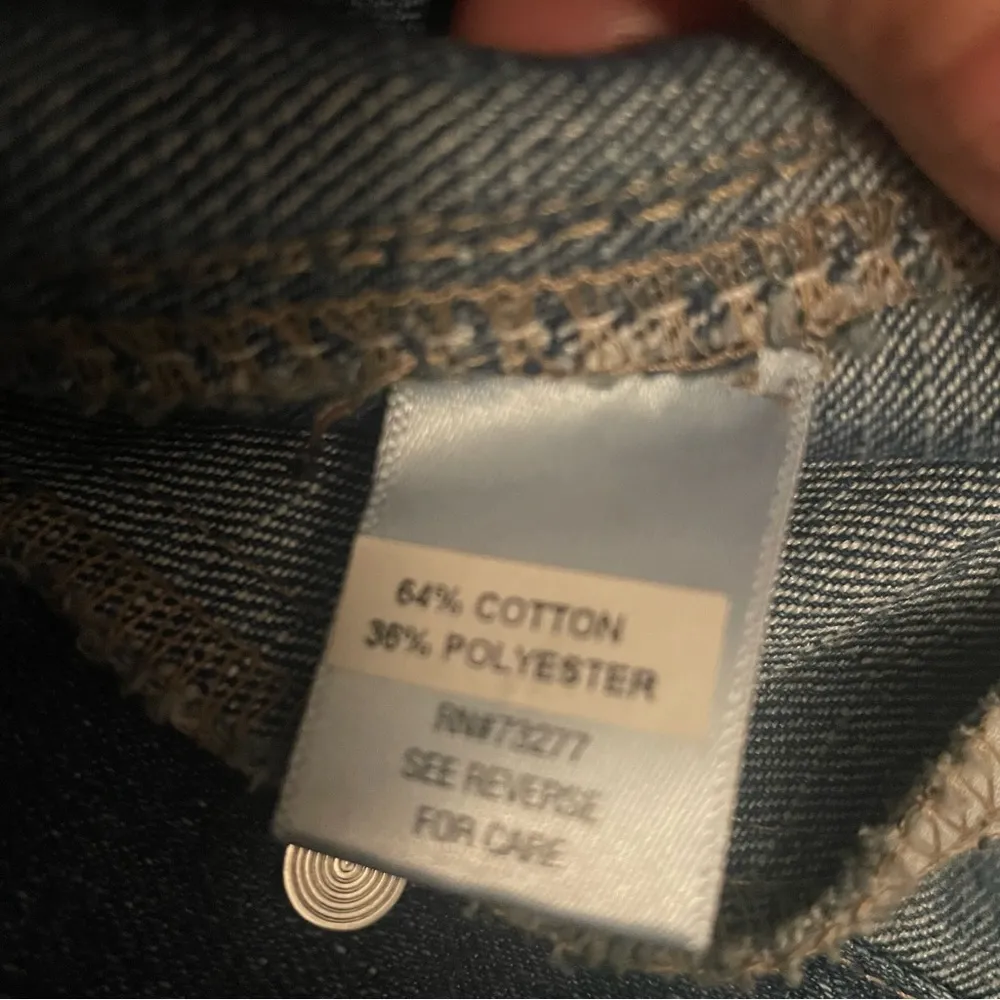 64% COTTON
36% POLYESTER
RN#73277
SEE REVERSE
FOR CARE